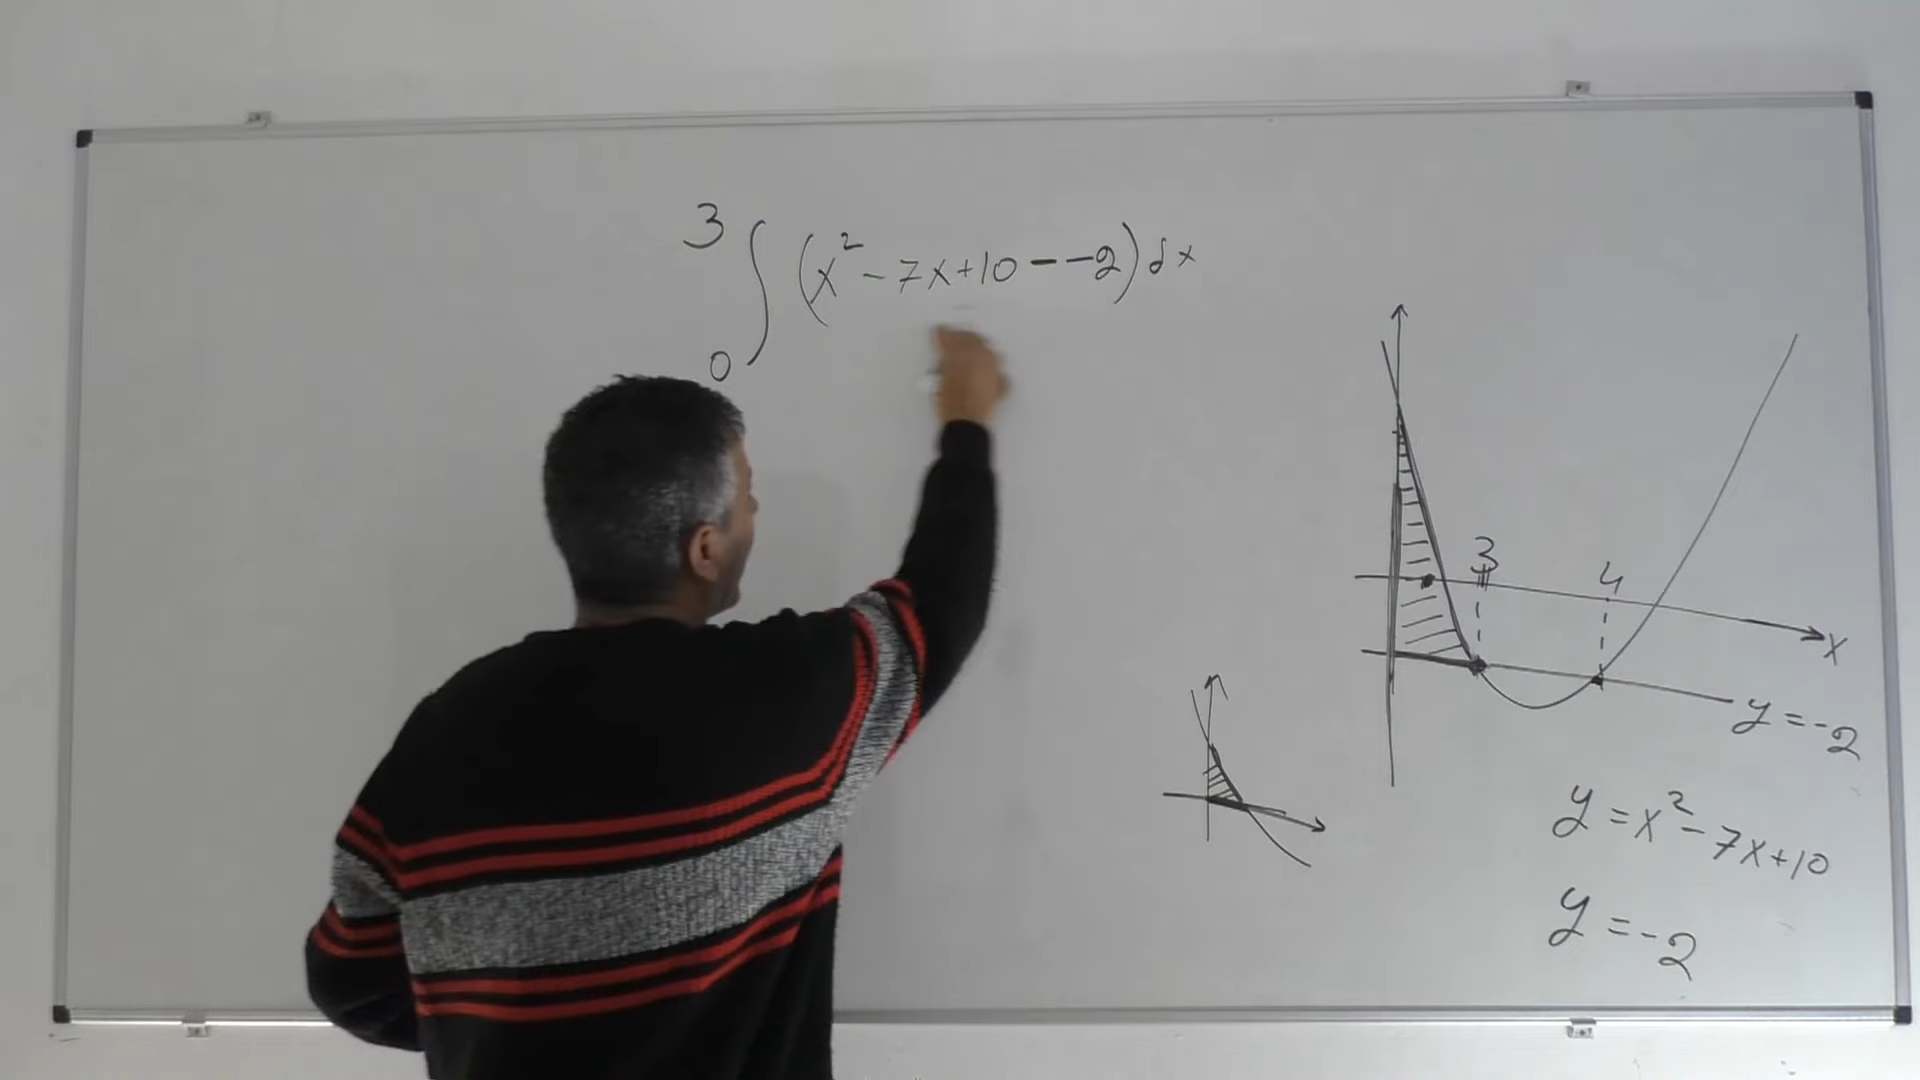 3
∫ (x² - 7x + 10 - -2) dx
0
3
4
x
y = -2
y = x² - 7x + 10
y = -2